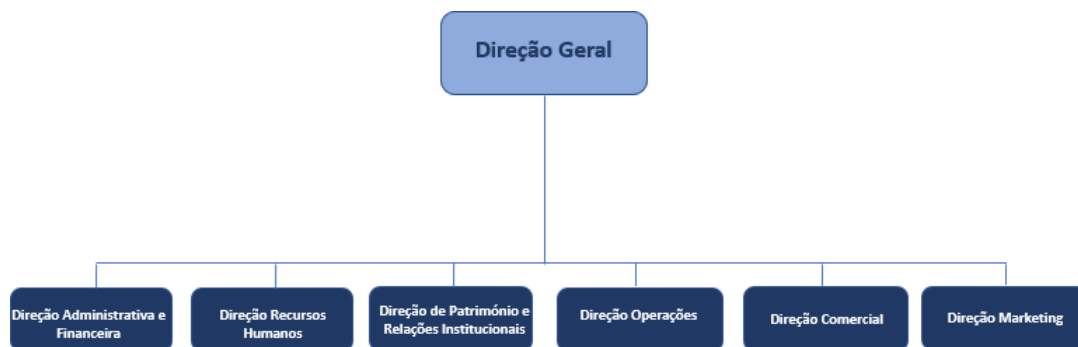 Direção Geral
Direção Administrativa e
Financeira
Direção Recursos
Humanos
Direção de Património e
Relações Institucionais
Direção Operações
Direção Comercial
Direção Marketing